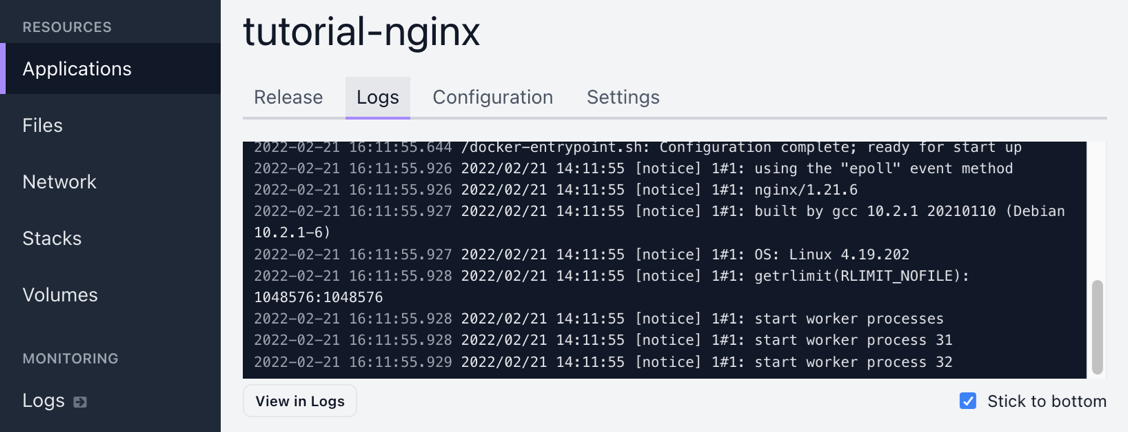 RESOURCES
Applications
Files
Network
Stacks
Volumes
MONITORING
Logs
tutorial-nginx
Release Logs Configuration Settings
2022-02-21 16:11:55.644 /docker-entrypoint.sh: Configuration complete; ready for start up
2022-02-21 16:11:55.926 2022/02/21 14:11:55 [notice] 1#1: using the "epoll" event method
2022-02-21 16:11:55.926 2022/02/21 14:11:55 [notice] 1#1: nginx/1.21.6
2022-02-21 16:11:55.927 2022/02/21 14:11:55 [notice] 1#1: built by gcc 10.2.1 20210110 (Debian
10.2.1-6)
2022-02-21 16:11:55.927 2022/02/21 14:11:55 [notice] 1#1: OS: Linux 4.19.202
2022-02-21 16:11:55.928 2022/02/21 14:11:55 [notice] 1#1: getrlimit(RLIMIT_NOFILE):
1048576:1048576
2022-02-21 16:11:55.928 2022/02/21 14:11:55 [notice] 1#1: start worker processes
2022-02-21 16:11:55.928 2022/02/21 14:11:55 [notice] 1#1: start worker process 31
2022-02-21 16:11:55.929 2022/02/21 14:11:55 [notice] 1#1: start worker process 32
View in Logs
Stick to bottom